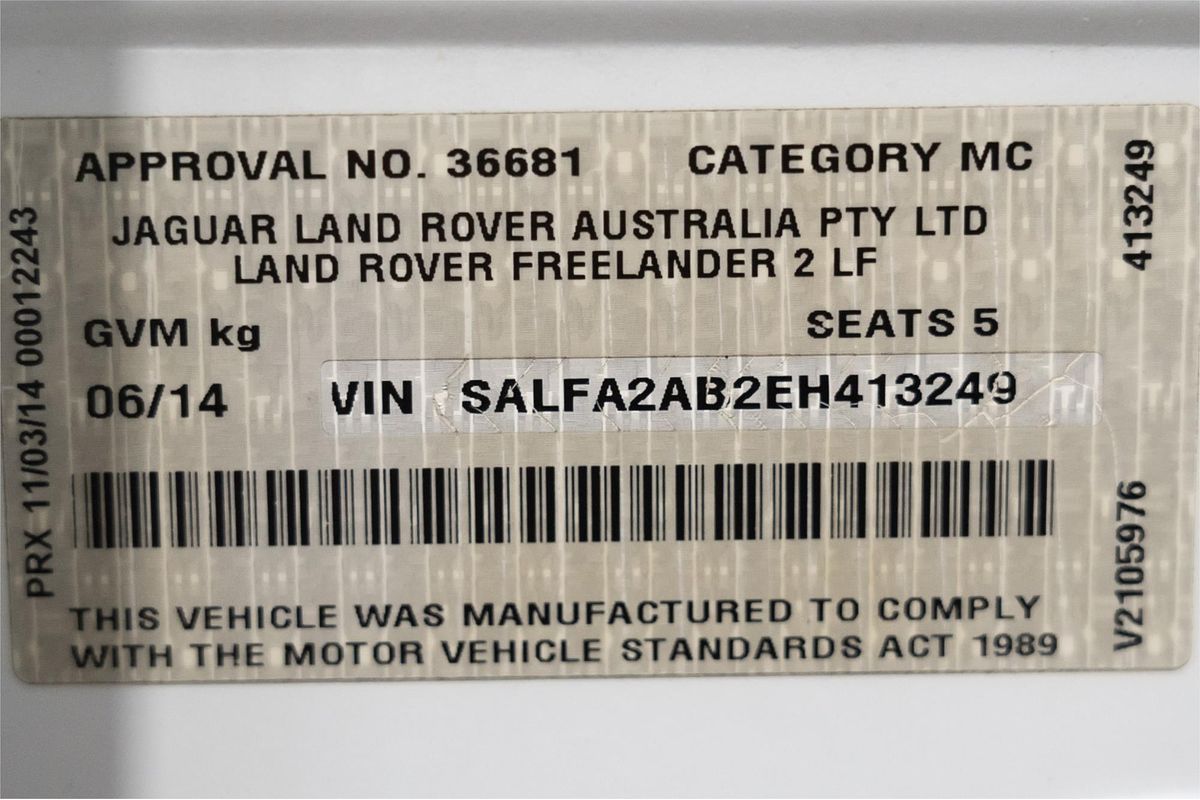 APPROVAL NO. 36681 CATEGORY MC
JAGUAR LAND ROVER AUSTRALIA PTY LTD
LAND ROVER FREELANDER 2 LF
GVM kg SEATS 5
06/14 VIN SALFA2AB2EH413249
THIS VEHICLE WAS MANUFACTURED TO COMPLY
WITH THE MOTOR VEHICLE STANDARDS ACT 1989
PRX 11/03/14 00012243
413249
V2105976